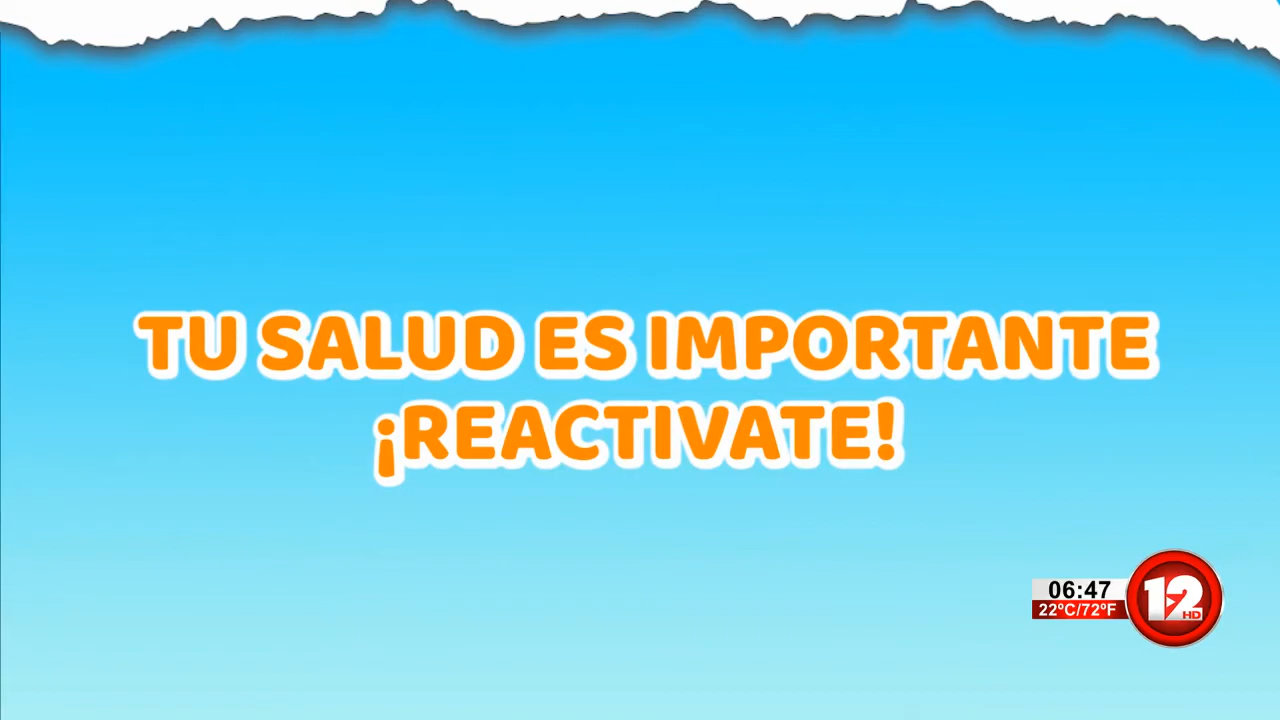 TU SALUD ES IMPORTANTE
¡REACTIVATE!
06:47
22ºC/72ºF
12
HD